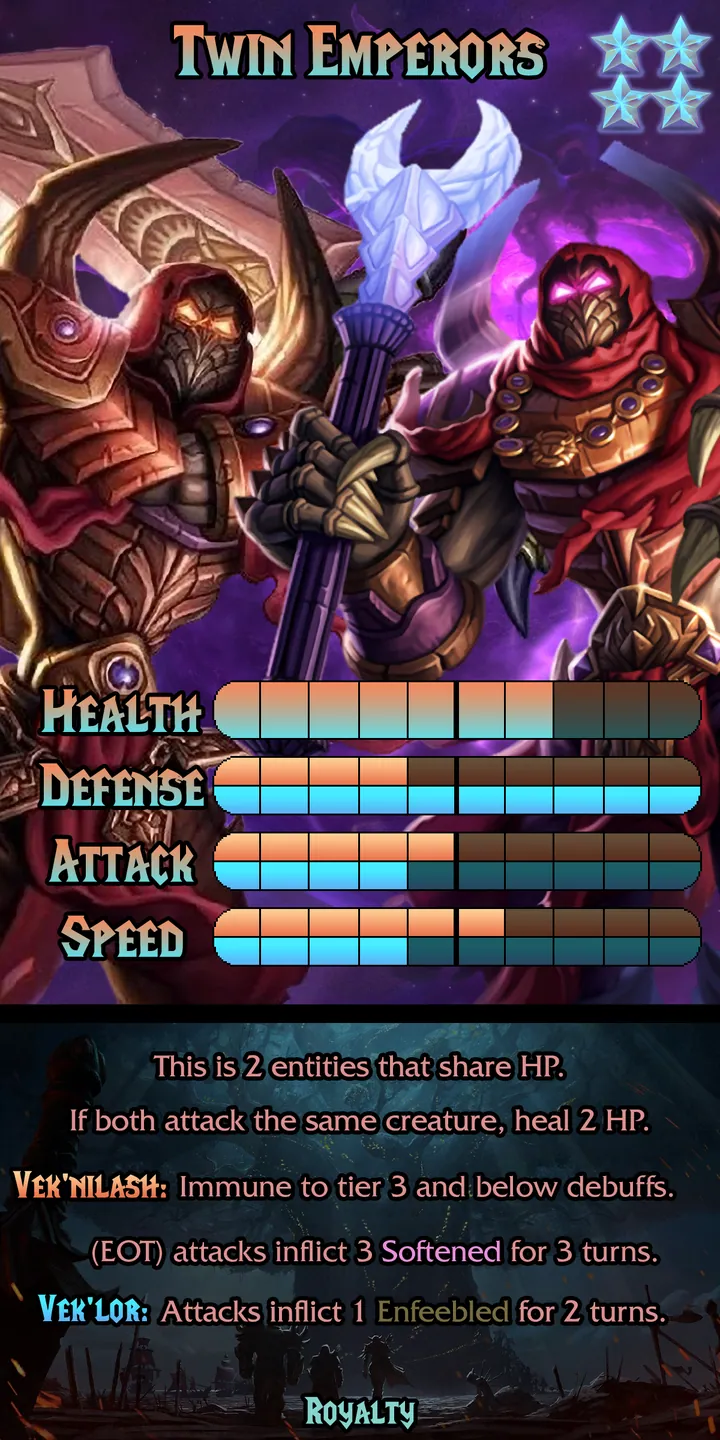 Twin Emperors
Health
Defense
Attack
Speed
This is 2 entities that share HP.
If both attack the same creature, heal 2 HP.
Vek'nilash: Immune to tier 3 and below debuffs.
(EOT) attacks inflict 3 Softened for 3 turns.
Vek'lor: Attacks inflict 1 Enfeebled for 2 turns.
Royalty